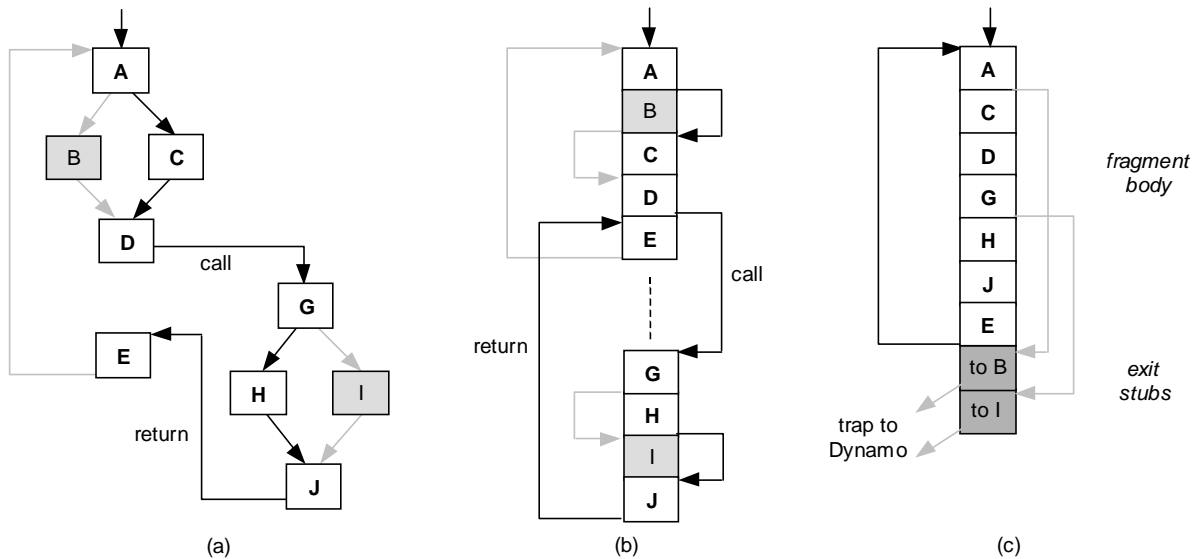 A
B
C
D
call
G
E
H
I
return
J
(a)
A
B
C
D
E
call
return
G
H
I
J
(b)
A
C
D
G
H
J
E
to B
to I
fragment
body
exit
stubs
trap to
Dynamo
(c)